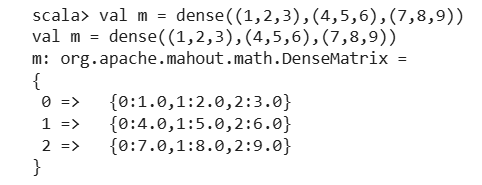 scala> val m = dense((1,2,3),(4,5,6),(7,8,9))
val m = dense((1,2,3),(4,5,6),(7,8,9))
m: org.apache.mahout.math.DenseMatrix =
{
 0 =>	{0:1.0,1:2.0,2:3.0}
 1 =>	{0:4.0,1:5.0,2:6.0}
 2 =>	{0:7.0,1:8.0,2:9.0}
}